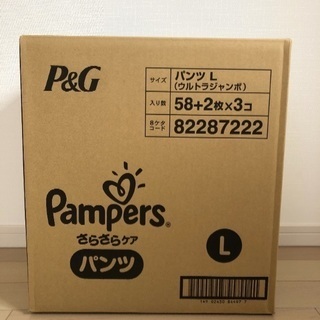 P&G
サイズ パンツ L
(ウルトラジャンボ)
入り数 58+2枚×3コ
8ケタ
コード 82287222
Pampers®
さらさらケア
パンツ
L